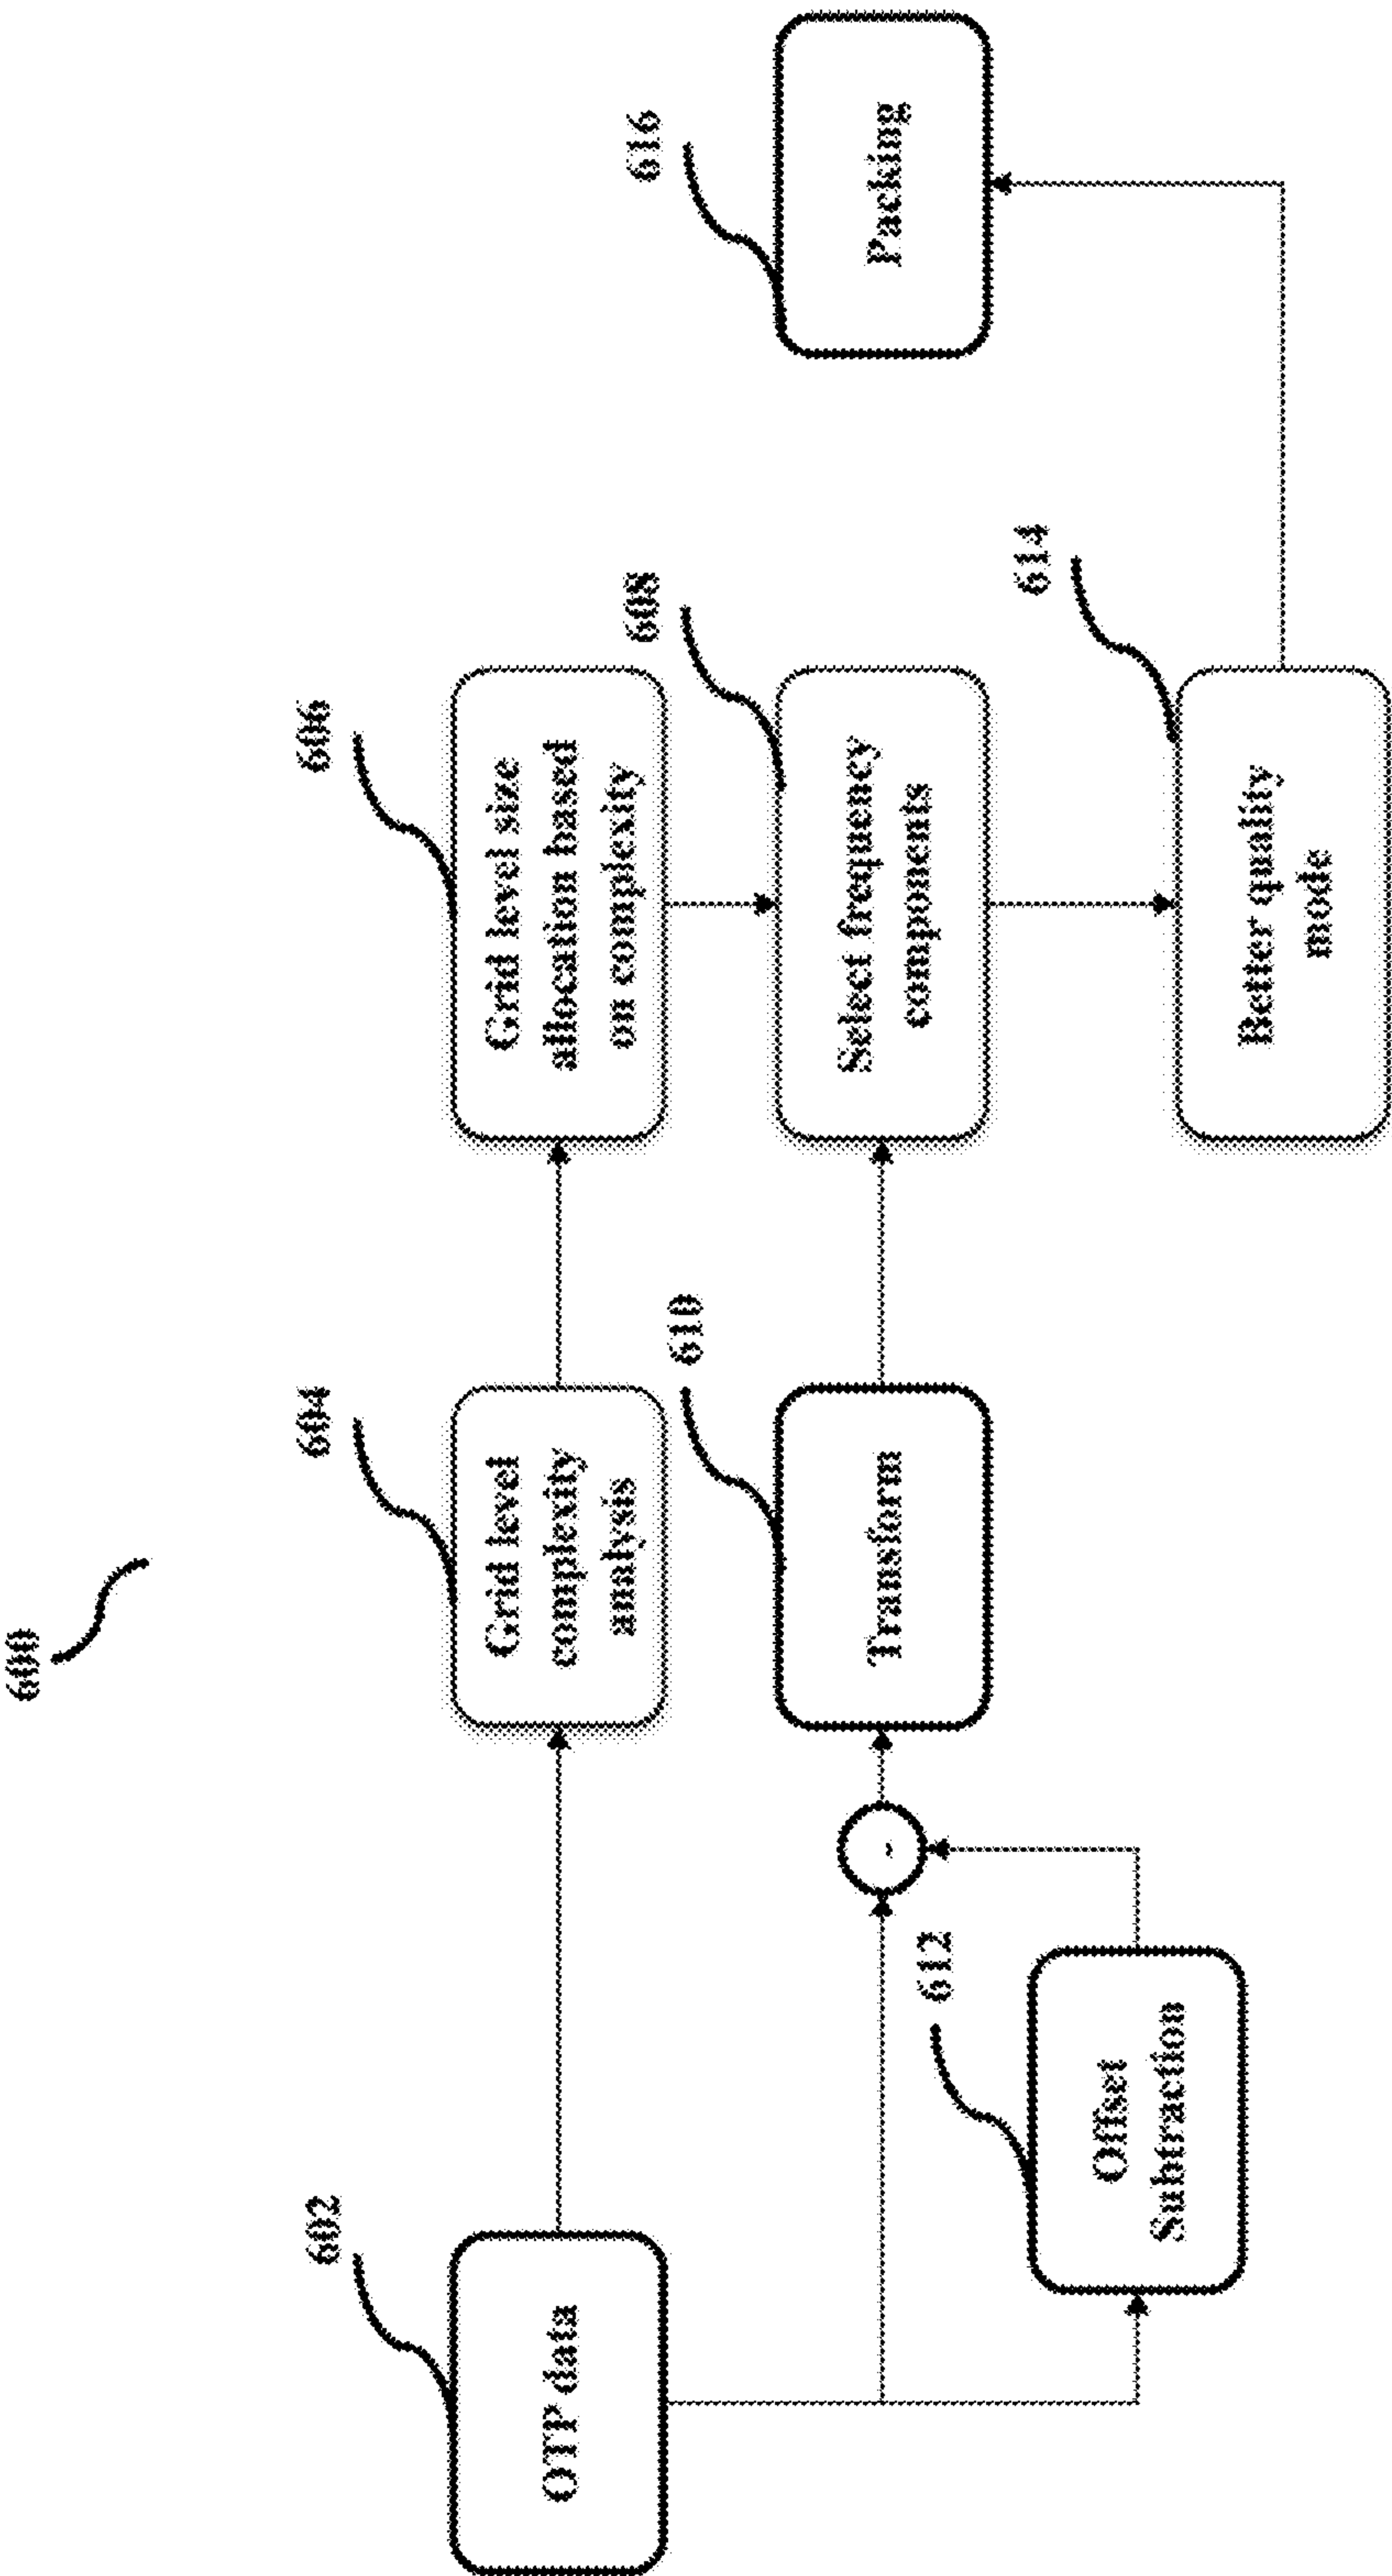 600
602
OTP data
604
Grid level
complexity
analysis
606
Grid level size
allocation based
on complexity
612
Offset
Subtraction
-
610
Transform
608
Select frequency
components
614
Better quality
mode
616
Packing